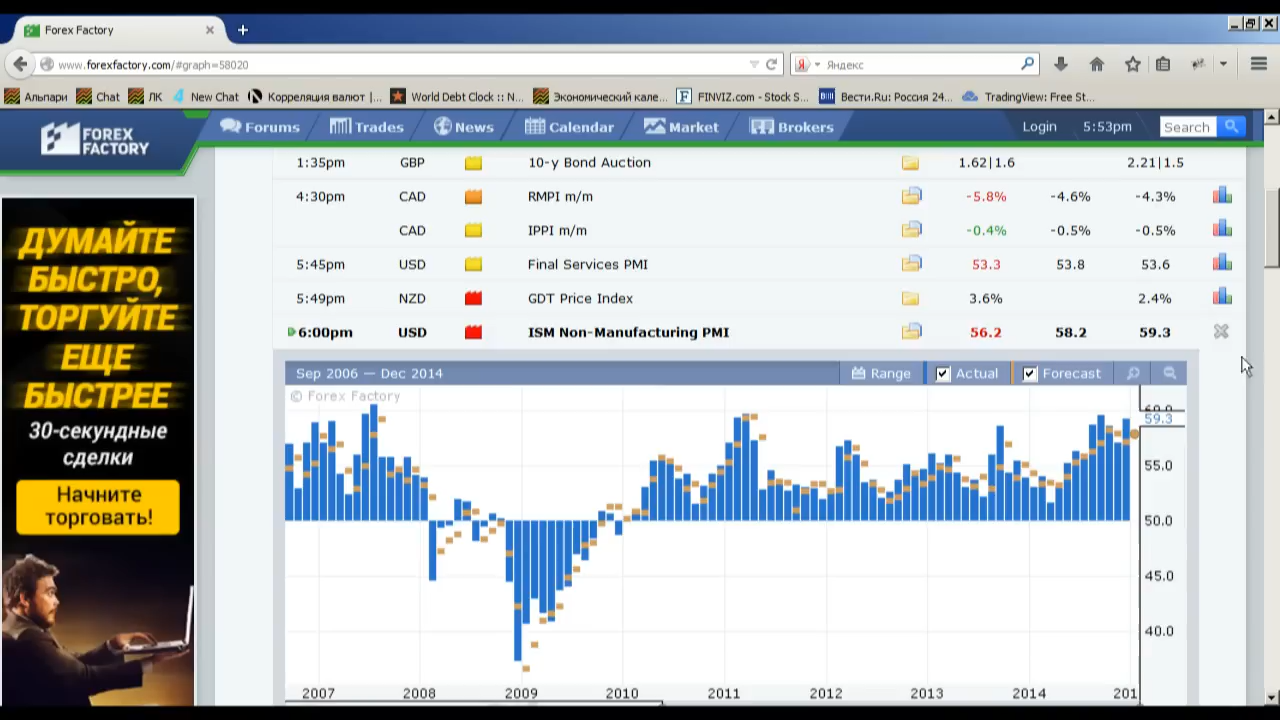 Forex Factory
www.forexfactory.com/#graph=58020
Яндекс
Альпари Chat ЛК New Chat Корреляция валют |... World Debt Clock :: N... Экономический кале... FINVIZ.com - Stock S... Вести.Ru: Россия 24... TradingView: Free St...
FOREX FACTORY
Forums Trades News Calendar Market Brokers Login 5:53pm Search
1:35pm GBP 10-y Bond Auction 1.62|1.6 2.21|1.5
4:30pm CAD RMPI m/m -5.8% -4.6% -4.3%
CAD IPPI m/m -0.4% -0.5% -0.5%
5:45pm USD Final Services PMI 53.3 53.8 53.6
5:49pm NZD GDT Price Index 3.6% 2.4%
6:00pm USD ISM Non-Manufacturing PMI 56.2 58.2 59.3
Sep 2006 — Dec 2014 Range Actual Forecast
© Forex Factory
59.3
55.0
50.0
45.0
40.0
2007 2008 2009 2010 2011 2012 2013 2014 201
ДУМАЙТЕ
БЫСТРО,
ТОРГУЙТЕ
ЕЩЕ
БЫСТРЕЕ
30-секундные
сделки
Начните
торговать!